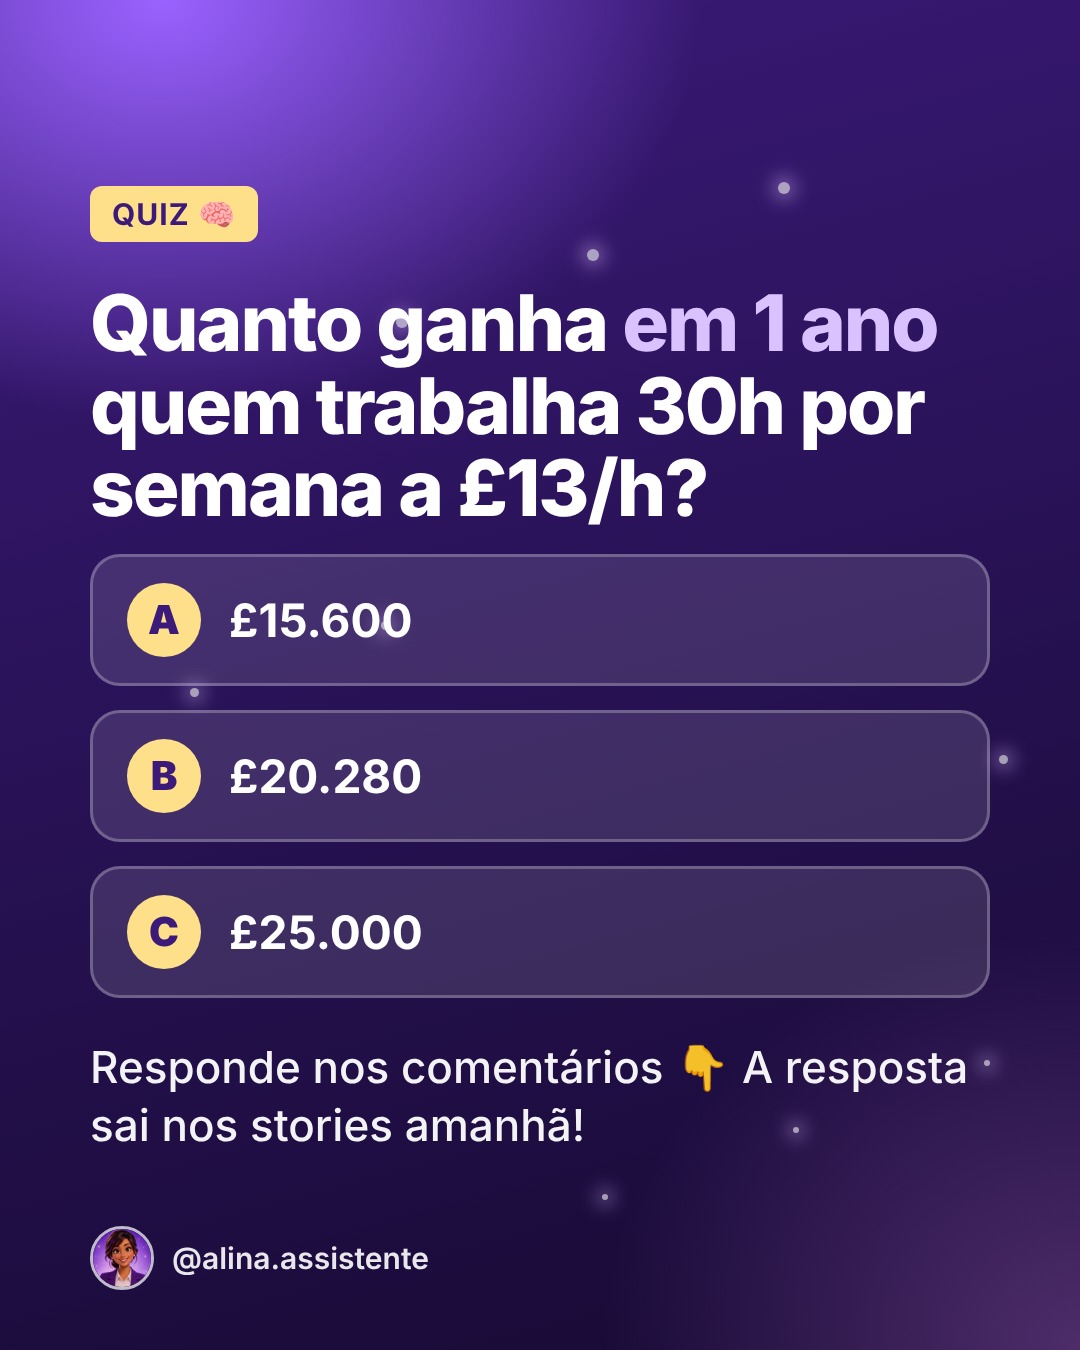 QUIZ 🧠
Quanto ganha em 1 ano
quem trabalha 30h por
semana a £13/h?
A £15.600
B £20.280
C £25.000
Responde nos comentários 👇 A resposta
sai nos stories amanhã!
@alina.assistente